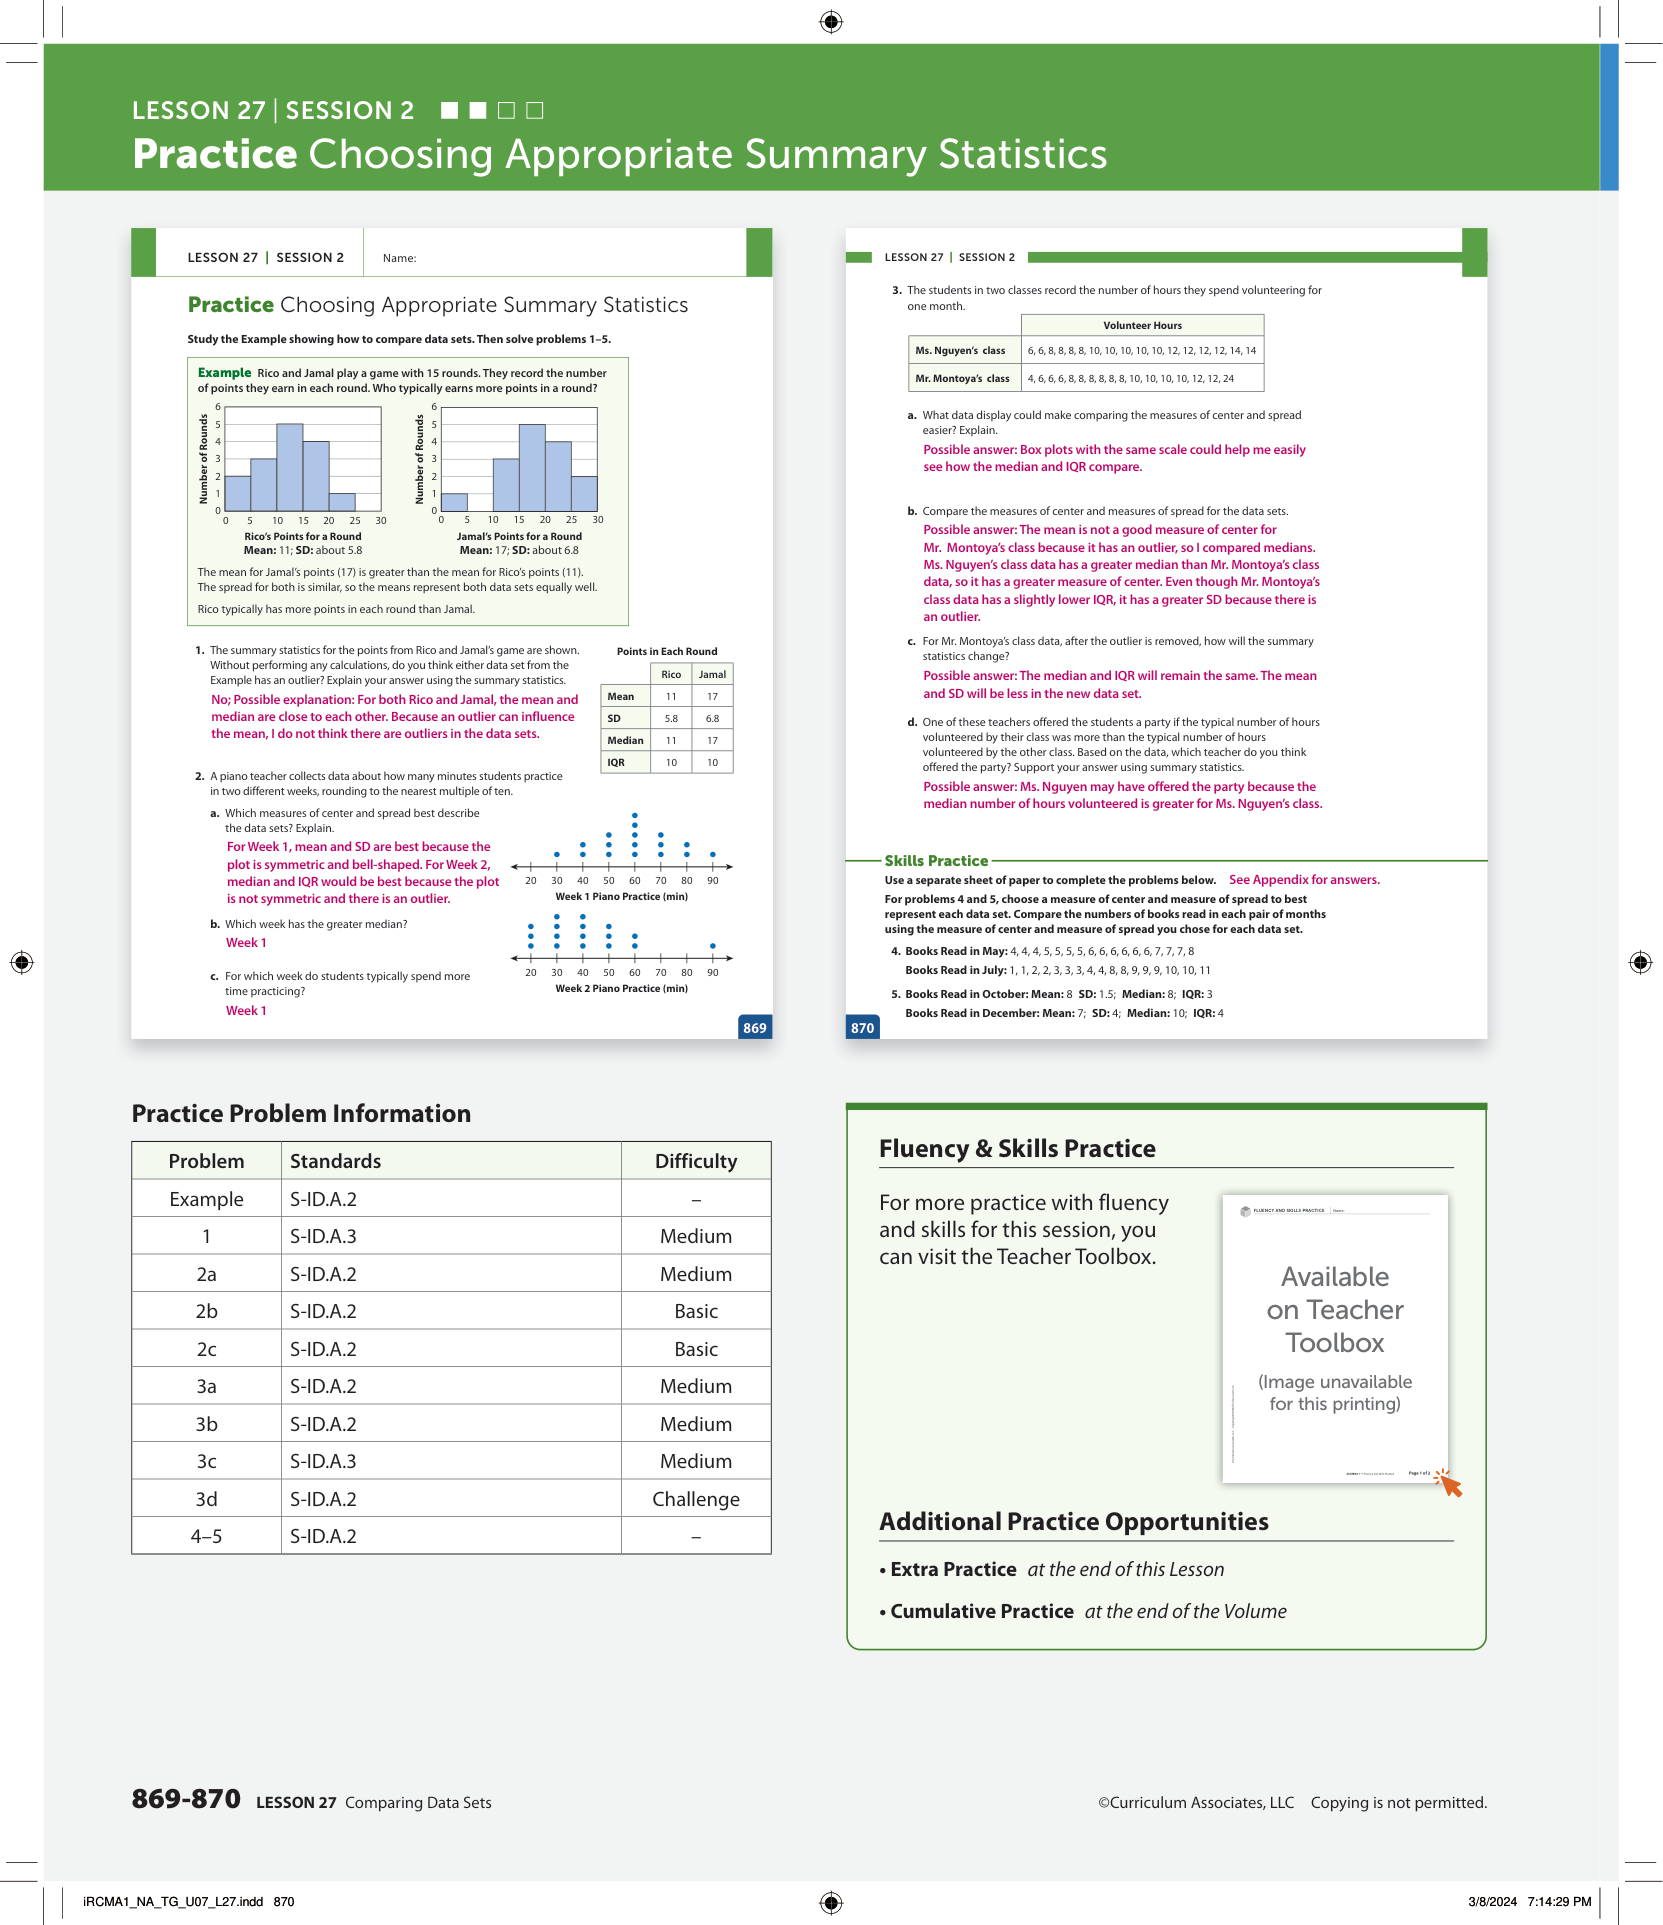 LESSON 27 | SESSION 2
Practice Choosing Appropriate Summary Statistics
LESSON 27 | SESSION 2
Name:
Practice Choosing Appropriate Summary Statistics
Study the Example showing how to compare data sets. Then solve problems 1–5.
Example Rico and Jamal play a game with 15 rounds. They record the number
of points they earn in each round. Who typically earns more points in a round?
Number of Rounds
6
5
4
3
2
1
0
0 5 10 15 20 25 30
Rico's Points for a Round
Mean: 11; SD: about 5.8
Number of Rounds
6
5
4
3
2
1
0
0 5 10 15 20 25 30
Jamal's Points for a Round
Mean: 17; SD: about 6.8
The mean for Jamal's points (17) is greater than the mean for Rico's points (11).
The spread for both is similar, so the means represent both data sets equally well.
Rico typically has more points in each round than Jamal.
1. The summary statistics for the points from Rico and Jamal's game are shown.
Without performing any calculations, do you think either data set from the
Example has an outlier? Explain your answer using the summary statistics.
No; Possible explanation: For both Rico and Jamal, the mean and
median are close to each other. Because an outlier can influence
the mean, I do not think there are outliers in the data sets.
Points in Each Round
Rico Jamal
Mean 11 17
SD 5.8 6.8
Median 11 17
IQR 10 10
2. A piano teacher collects data about how many minutes students practice
in two different weeks, rounding to the nearest multiple of ten.
a. Which measures of center and spread best describe
the data sets? Explain.
For Week 1, mean and SD are best because the
plot is symmetric and bell-shaped. For Week 2,
median and IQR would be best because the plot
is not symmetric and there is an outlier.
b. Which week has the greater median?
Week 1
c. For which week do students typically spend more
time practicing?
Week 1
20 30 40 50 60 70 80 90
Week 1 Piano Practice (min)
20 30 40 50 60 70 80 90
Week 2 Piano Practice (min)
869
LESSON 27 | SESSION 2
3. The students in two classes record the number of hours they spend volunteering for
one month.
Volunteer Hours
Ms. Nguyen's class 6, 6, 8, 8, 8, 8, 10, 10, 10, 10, 10, 12, 12, 12, 12, 14, 14
Mr. Montoya's class 4, 6, 6, 6, 8, 8, 8, 8, 8, 8, 10, 10, 10, 10, 12, 12, 24
a. What data display could make comparing the measures of center and spread
easier? Explain.
Possible answer: Box plots with the same scale could help me easily
see how the median and IQR compare.
b. Compare the measures of center and measures of spread for the data sets.
Possible answer: The mean is not a good measure of center for
Mr. Montoya's class because it has an outlier, so I compared medians.
Ms. Nguyen's class data has a greater median than Mr. Montoya's class
data, so it has a greater measure of center. Even though Mr. Montoya's
class data has a slightly lower IQR, it has a greater SD because there is
an outlier.
c. For Mr. Montoya's class data, after the outlier is removed, how will the summary
statistics change?
Possible answer: The median and IQR will remain the same. The mean
and SD will be less in the new data set.
d. One of these teachers offered the students a party if the typical number of hours
volunteered by their class was more than the typical number of hours
volunteered by the other class. Based on the data, which teacher do you think
offered the party? Support your answer using summary statistics.
Possible answer: Ms. Nguyen may have offered the party because the
median number of hours volunteered is greater for Ms. Nguyen's class.
Skills Practice
Use a separate sheet of paper to complete the problems below. See Appendix for answers.
For problems 4 and 5, choose a measure of center and measure of spread to best
represent each data set. Compare the numbers of books read in each pair of months
using the measure of center and measure of spread you chose for each data set.
4. Books Read in May: 4, 4, 4, 5, 5, 5, 5, 6, 6, 6, 6, 6, 6, 7, 7, 7, 8
Books Read in July: 1, 1, 2, 2, 3, 3, 3, 4, 4, 8, 8, 9, 9, 9, 10, 10, 11
5. Books Read in October: Mean: 8 SD: 1.5; Median: 8; IQR: 3
Books Read in December: Mean: 7; SD: 4; Median: 10; IQR: 4
870
Practice Problem Information
Problem Standards Difficulty
Example S-ID.A.2 –
1 S-ID.A.3 Medium
2a S-ID.A.2 Medium
2b S-ID.A.2 Basic
2c S-ID.A.2 Basic
3a S-ID.A.2 Medium
3b S-ID.A.2 Medium
3c S-ID.A.3 Medium
3d S-ID.A.2 Challenge
4–5 S-ID.A.2 –
Fluency & Skills Practice
For more practice with fluency
and skills for this session, you
can visit the Teacher Toolbox.
FLUENCY AND SKILLS PRACTICE Name:
Available
on Teacher
Toolbox
(Image unavailable
for this printing)
Page 1 of 2
Additional Practice Opportunities
• Extra Practice at the end of this Lesson
• Cumulative Practice at the end of the Volume
869-870 LESSON 27 Comparing Data Sets
©Curriculum Associates, LLC Copying is not permitted.
iRCMA1_NA_TG_U07_L27.indd 870
3/8/2024 7:14:29 PM